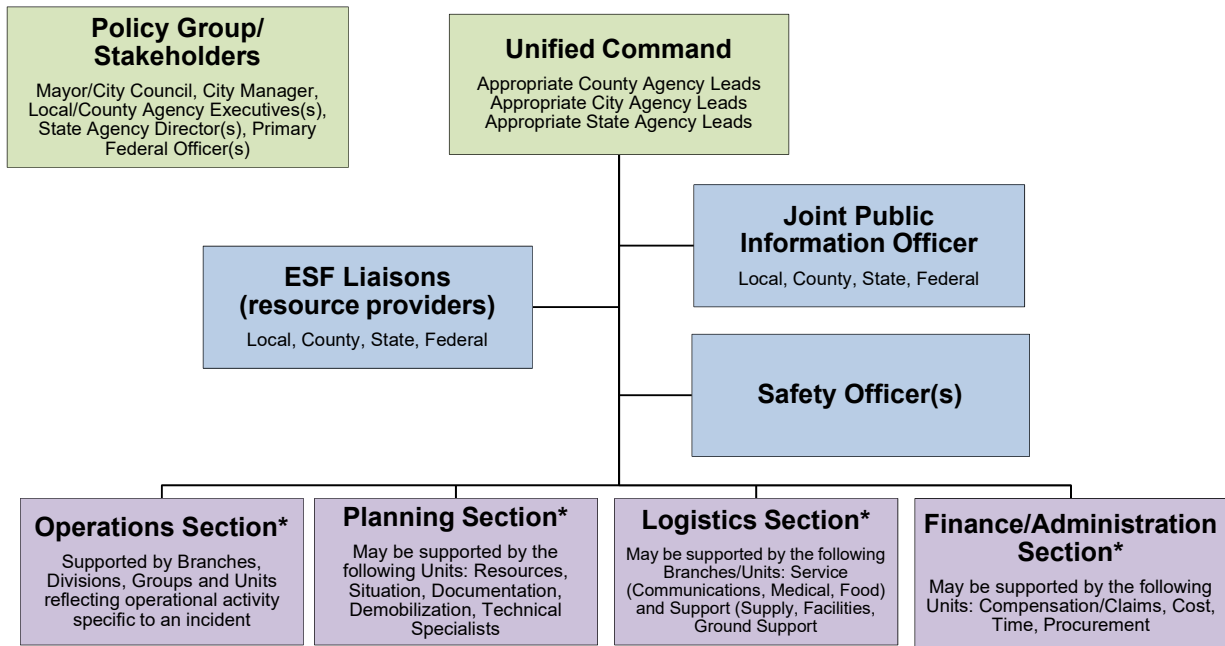 Policy Group/
Stakeholders
Mayor/City Council, City Manager,
Local/County Agency Executives(s),
State Agency Director(s), Primary
Federal Officer(s)
Unified Command
Appropriate County Agency Leads
Appropriate City Agency Leads
Appropriate State Agency Leads
Joint Public
Information Officer
Local, County, State, Federal
ESF Liaisons
(resource providers)
Local, County, State, Federal
Safety Officer(s)
Operations Section*
Supported by Branches,
Divisions, Groups and Units
reflecting operational activity
specific to an incident
Planning Section*
May be supported by the
following Units: Resources,
Situation, Documentation,
Demobilization, Technical
Specialists
Logistics Section*
May be supported by the following
Branches/Units: Service
(Communications, Medical, Food)
and Support (Supply, Facilities,
Ground Support
Finance/Administration
Section*
May be supported by the following
Units: Compensation/Claims, Cost,
Time, Procurement